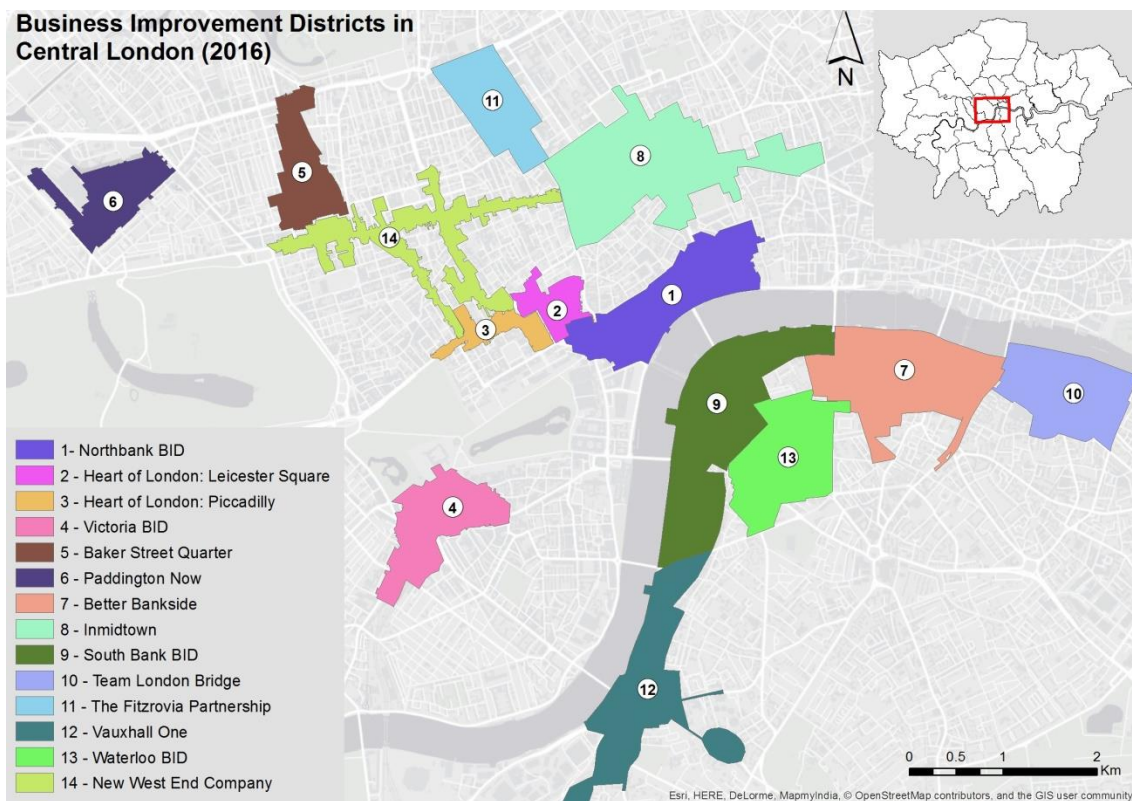 Business Improvement Districts in
Central London (2016)
N
11
8
5
6
14
1
2
3
7
10
9
13
4
12
1- Northbank BID
2 - Heart of London: Leicester Square
3 - Heart of London: Piccadilly
4 - Victoria BID
5 - Baker Street Quarter
6 - Paddington Now
7 - Better Bankside
8 - Inmidtown
9 - South Bank BID
10 - Team London Bridge
11 - The Fitzrovia Partnership
12 - Vauxhall One
13 - Waterloo BID
14 - New West End Company
0 0.5 1 2
Km
Esri, HERE, DeLorme, MapmyIndia, © OpenStreetMap contributors, and the GIS user community